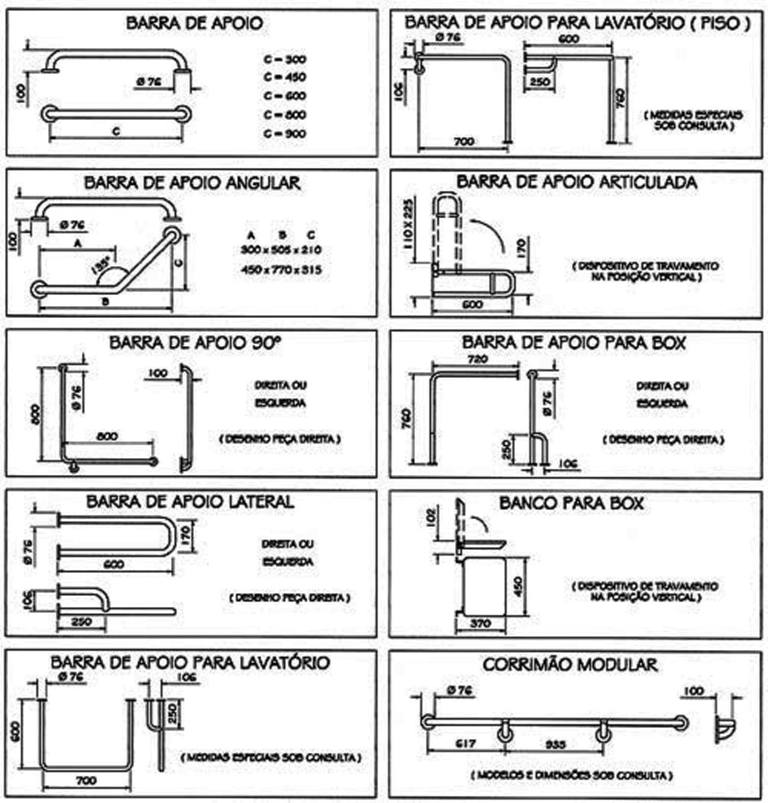 BARRA DE APOIO
100
Ø 76
C
C = 300
C = 450
C = 600
C = 800
C = 900
BARRA DE APOIO PARA LAVATÓRIO ( PISO )
Ø 76
600
106
250
760
700
( MEDIDAS ESPECIAIS
SOB CONSULTA )
BARRA DE APOIO ANGULAR
100
Ø 76
A
135°
C
B
A B C
300 x 505 x 210
450 x 770 x 315
BARRA DE APOIO ARTICULADA
110 X 225
170
600
( DISPOSITIVO DE TRAVAMENTO
NA POSIÇÃO VERTICAL )
BARRA DE APOIO 90º
100
800
Ø 76
800
DIREITA OU
ESQUERDA
( DESENHO PEÇA DIREITA )
BARRA DE APOIO PARA BOX
720
760
Ø 76
250
106
DIREITA OU
ESQUERDA
( DESENHO PEÇA DIREITA )
BARRA DE APOIO LATERAL
Ø 76
170
600
106
250
DIREITA OU
ESQUERDA
( DESENHO PEÇA DIREITA )
BANCO PARA BOX
102
450
370
( DISPOSITIVO DE TRAVAMENTO
NA POSIÇÃO VERTICAL )
BARRA DE APOIO PARA LAVATÓRIO
Ø 76
106
600
250
700
( MEDIDAS ESPECIAIS SOB CONSULTA )
CORRIMÃO MODULAR
Ø 76
100
617
935
( MODELOS E DIMENSÕES SOB CONSULTA )